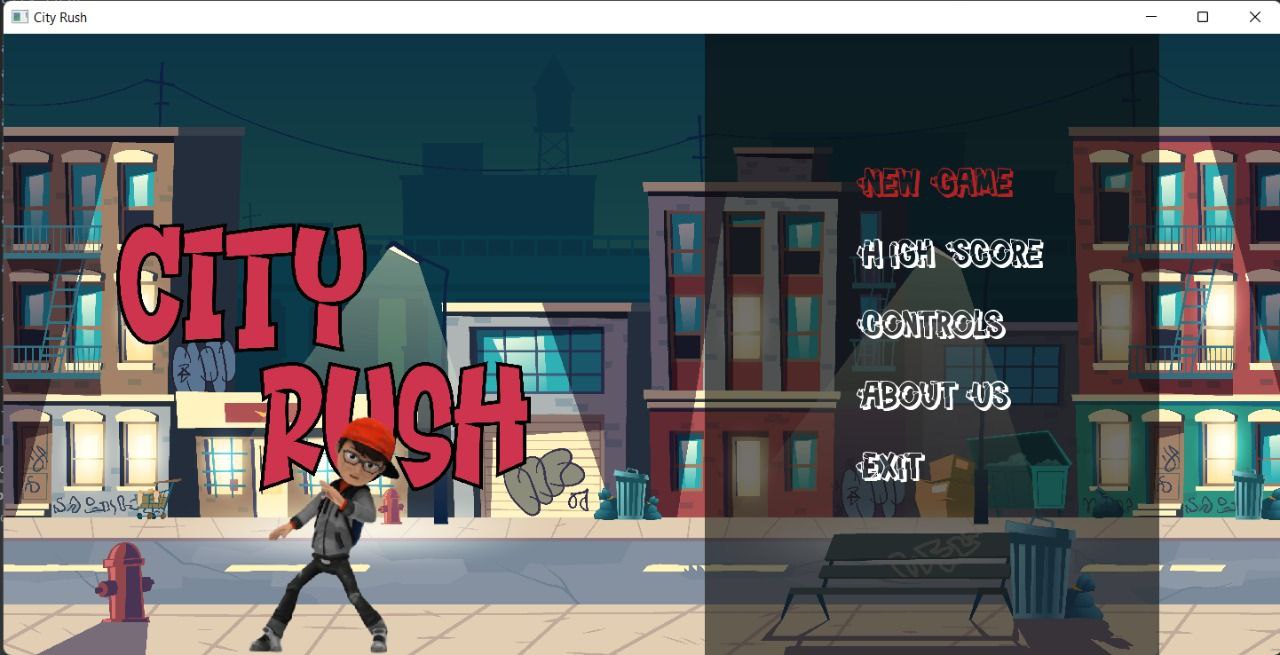 City Rush
CITY
RUSH
NEW GAME
HIGH SCORE
CONTROLS
ABOUT US
EXIT